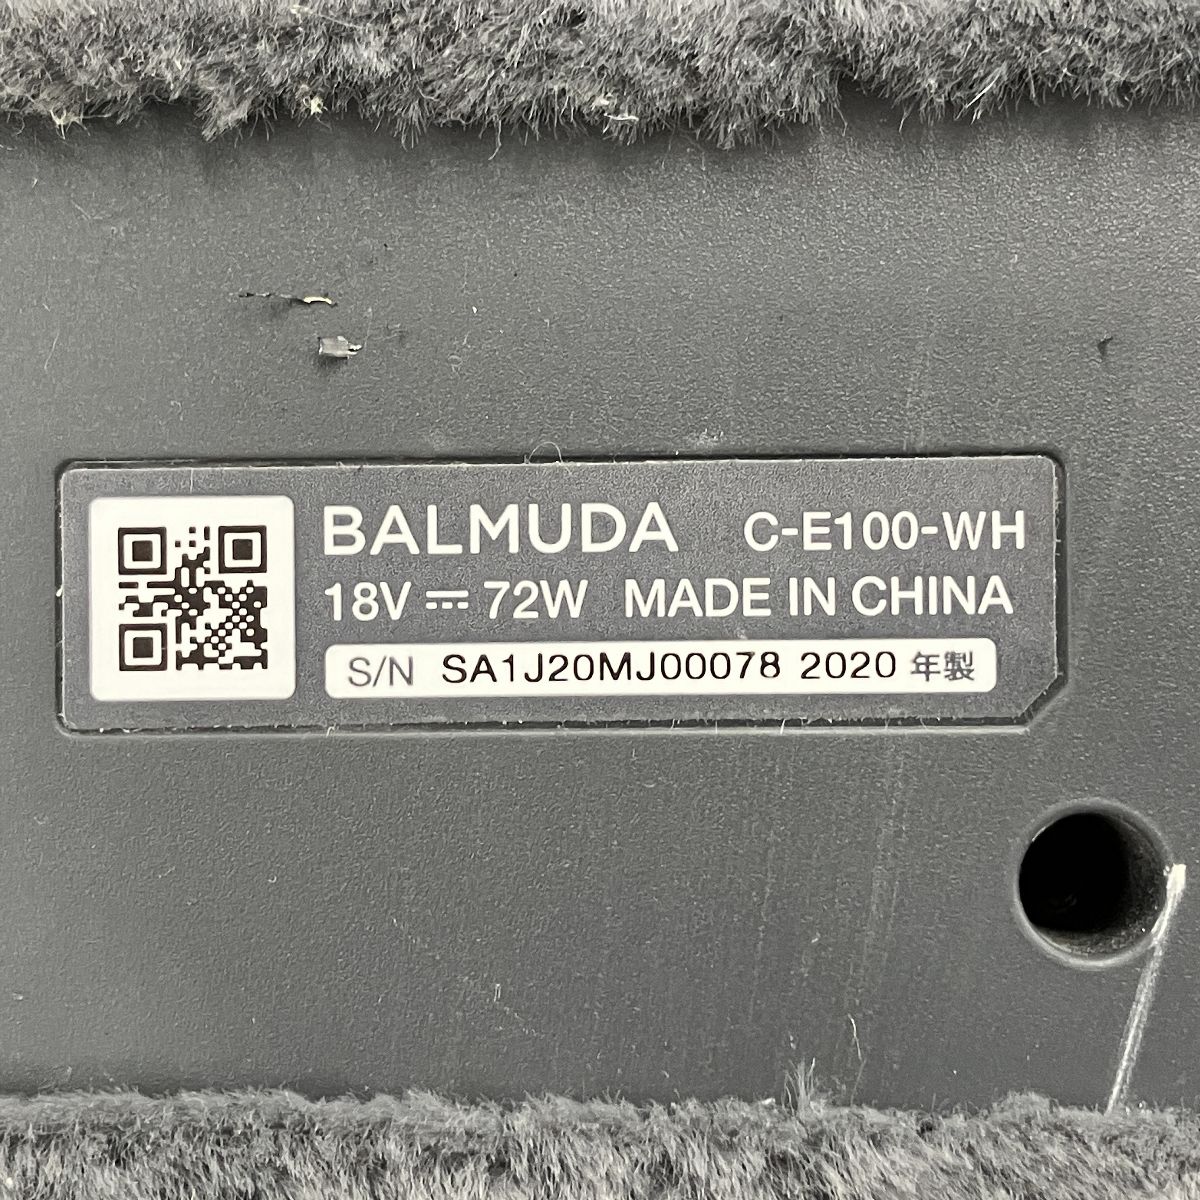 BALMUDA C-E100-WH
18V ⎓ 72W MADE IN CHINA
S/N SA1J20MJ00078 2020 年製